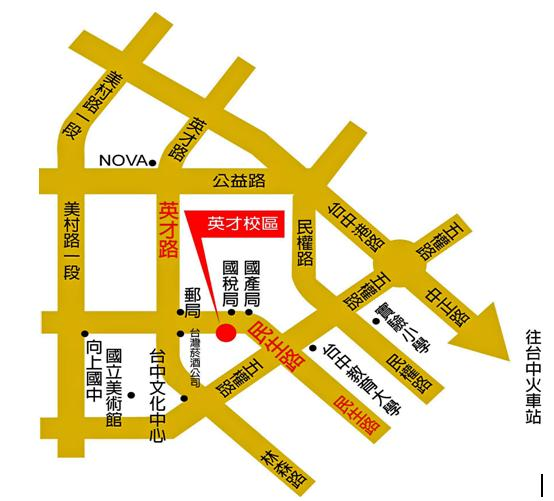 美村路一段
英才路
NOVA
公益路
美村路一段
英才路
英才校區
民權路
台中港路
五權路
五權路
中正路
往台中火車站
郵局
國稅局
國產局
台灣菸酒公司
民生路
實驗小學
向上國中
國立美術館
台中文化中心
五權路
台中教育大學
民權路
民生路
林森路